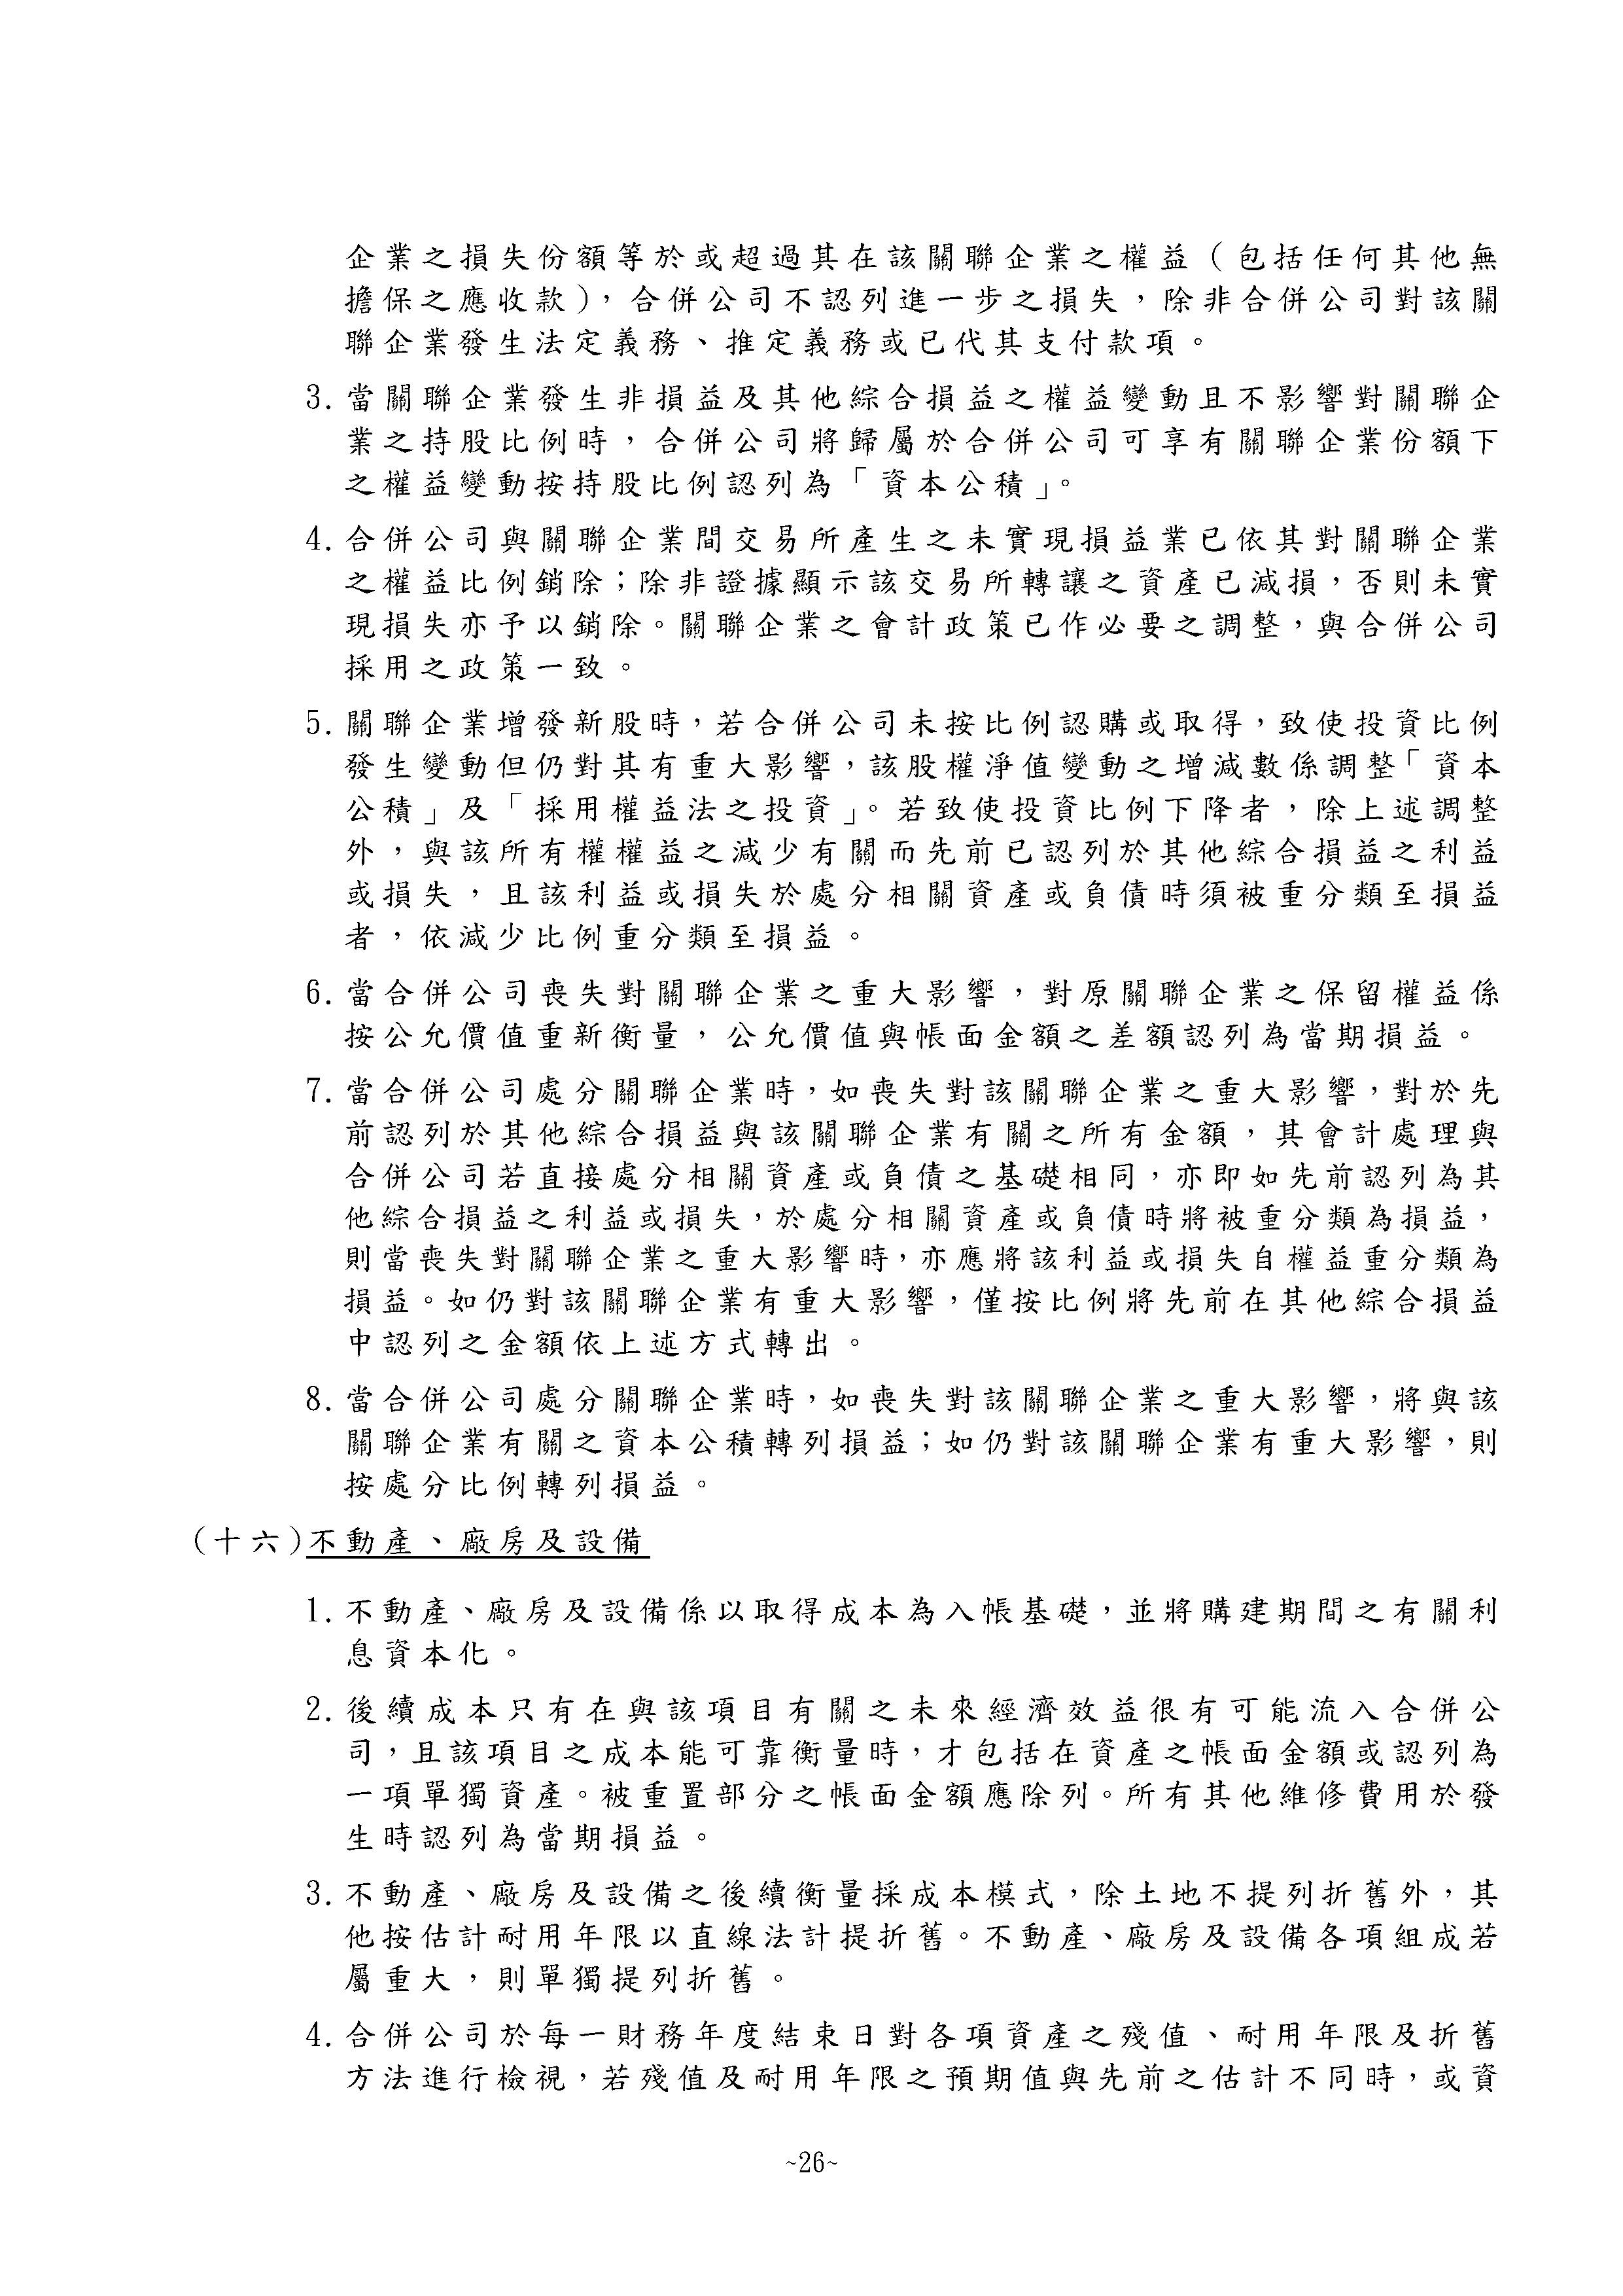 企業之損失份額等於或超過其在該關聯企業之權益（包括任何其他無
擔保之應收款），合併公司不認列進一步之損失，除非合併公司對該關
聯企業發生法定義務、推定義務或已代其支付款項。
3.當關聯企業發生非損益及其他綜合損益之權益變動且不影響對關聯企
業之持股比例時，合併公司將歸屬於合併公司可享有關聯企業份額下
之權益變動按持股比例認列為「資本公積」。
4.合併公司與關聯企業間交易所產生之未實現損益業已依其對關聯企業
之權益比例銷除；除非證據顯示該交易所轉讓之資產已減損，否則未實
現損失亦予以銷除。關聯企業之會計政策已作必要之調整，與合併公司
採用之政策一致。
5.關聯企業增發新股時，若合併公司未按比例認購或取得，致使投資比例
發生變動但仍對其有重大影響，該股權淨值變動之增減數係調整「資本
公積」及「採用權益法之投資」。若致使投資比例下降者，除上述調整
外，與該所有權權益之減少有關而先前已認列於其他綜合損益之利益
或損失，且該利益或損失於處分相關資產或負債時須被重分類至損益
者，依減少比例重分類至損益。
6.當合併公司喪失對關聯企業之重大影響，對原關聯企業之保留權益係
按公允價值重新衡量，公允價值與帳面金額之差額認列為當期損益。
7.當合併公司處分關聯企業時，如喪失對該關聯企業之重大影響，對於先
前認列於其他綜合損益與該關聯企業有關之所有金額，其會計處理與
合併公司若直接處分相關資產或負債之基礎相同，亦即如先前認列為其
他綜合損益之利益或損失，於處分相關資產或負債時將被重分類為損益，
則當喪失對關聯企業之重大影響時，亦應將該利益或損失自權益重分類為
損益。如仍對該關聯企業有重大影響，僅按比例將先前在其他綜合損益
中認列之金額依上述方式轉出。
8.當合併公司處分關聯企業時，如喪失對該關聯企業之重大影響，將與該
關聯企業有關之資本公積轉列損益；如仍對該關聯企業有重大影響，則
按處分比例轉列損益。
（十六）不動產、廠房及設備
1.不動產、廠房及設備係以取得成本為入帳基礎，並將購建期間之有關利
息資本化。
2.後續成本只有在與該項目有關之未來經濟效益很有可能流入合併公
司，且該項目之成本能可靠衡量時，才包括在資產之帳面金額或認列為
一項單獨資產。被重置部分之帳面金額應除列。所有其他維修費用於發
生時認列為當期損益。
3.不動產、廠房及設備之後續衡量採成本模式，除土地不提列折舊外，其
他按估計耐用年限以直線法計提折舊。不動產、廠房及設備各項組成若
屬重大，則單獨提列折舊。
4.合併公司於每一財務年度結束日對各項資產之殘值、耐用年限及折舊
方法進行檢視，若殘值及耐用年限之預期值與先前之估計不同時，或資
~26~